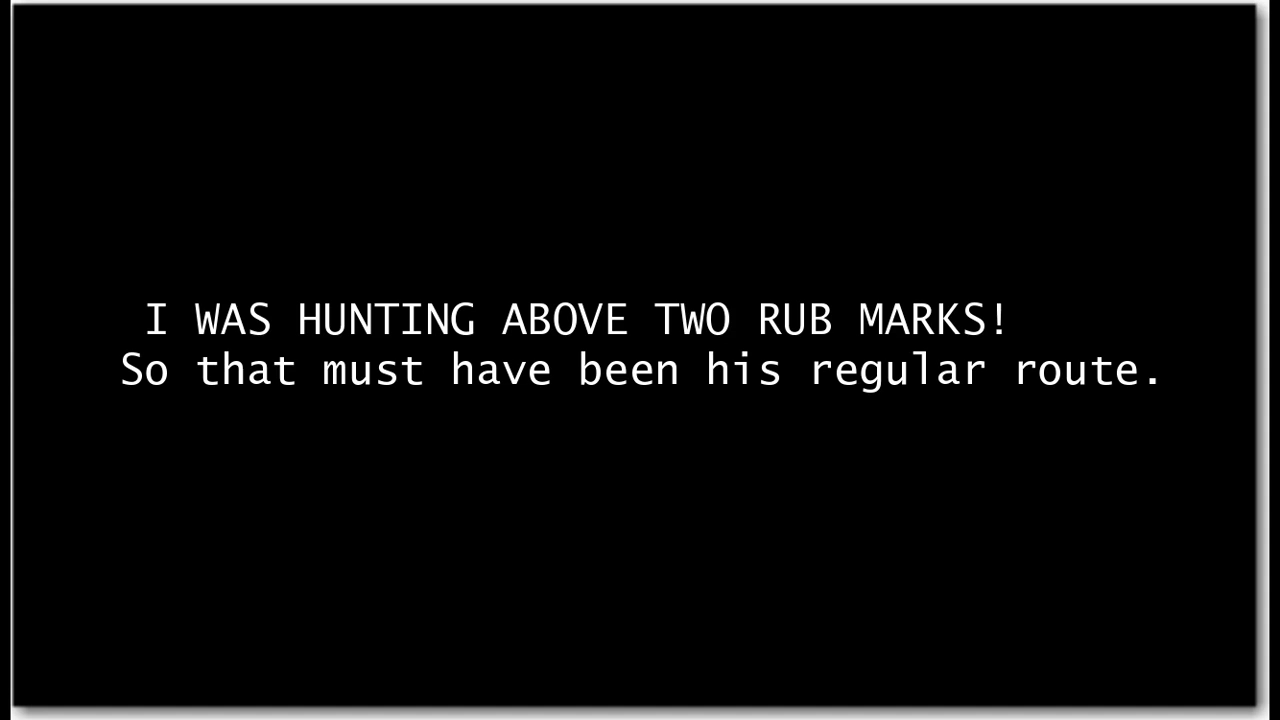 I WAS HUNTING ABOVE TWO RUB MARKS!
So that must have been his regular route.